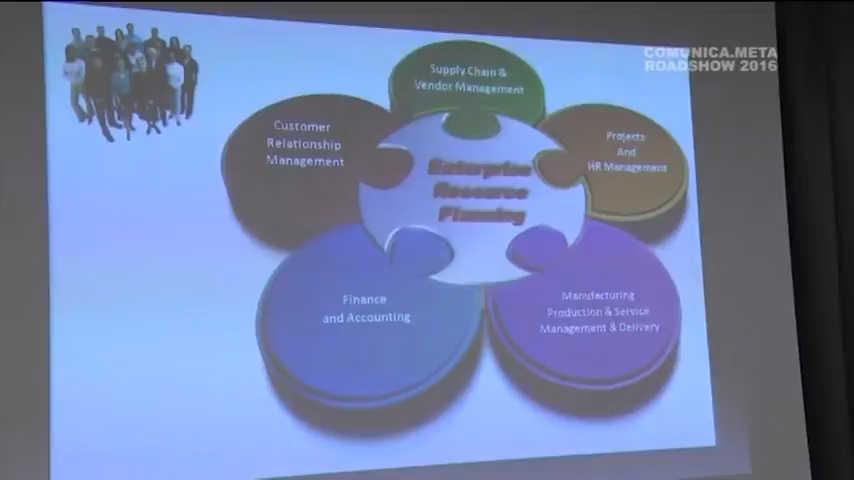 COMUNICA.META
ROADSHOW 2016
Supply Chain &
Vendor Management
Customer
Relationship
Management
Projects
And
HR Management
Enterprise
Resource
Planning
Finance
and Accounting
Manufacturing
Production & Service
Management & Delivery